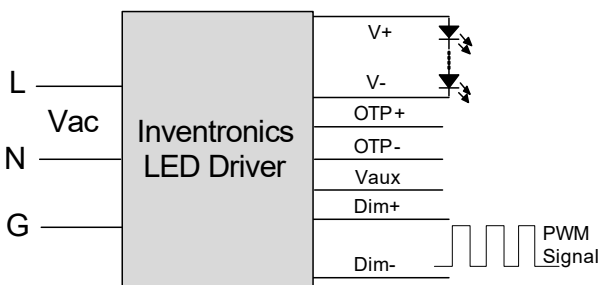 L
Vac
N
G
Inventronics
LED Driver
V+
V-
OTP+
OTP-
Vaux
Dim+
Dim-
PWM
Signal